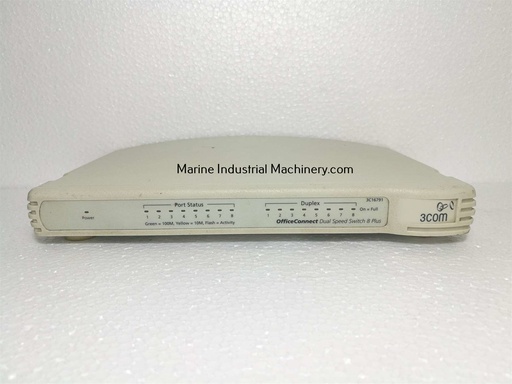 Marine Industrial Machinery.com
Port Status
Duplex
3C16791
1 2 3 4 5 6 7 8
1 2 3 4 5 6 7 8
On = Full
Power
Green = 100M, Yellow = 10M, Flash = Activity
OfficeConnect Dual Speed Switch 8 Plus
3COM